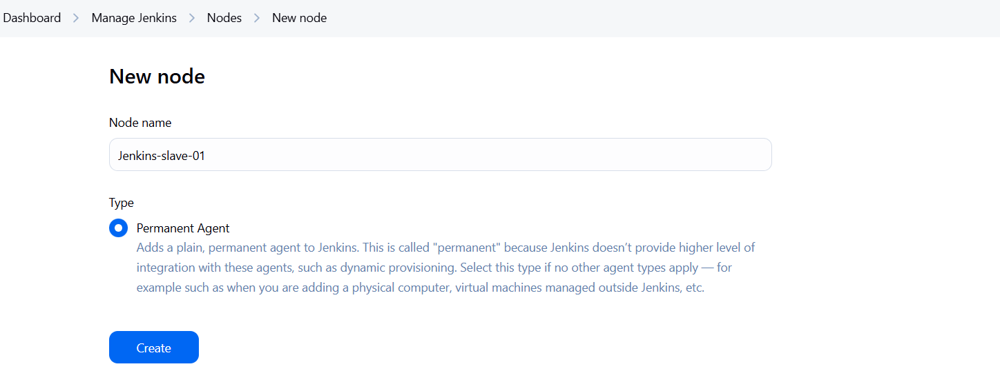 Dashboard > Manage Jenkins > Nodes > New node
New node
Node name
Jenkins-slave-01
Type
Permanent Agent
Adds a plain, permanent agent to Jenkins. This is called "permanent" because Jenkins doesn’t provide higher level of
integration with these agents, such as dynamic provisioning. Select this type if no other agent types apply — for
example such as when you are adding a physical computer, virtual machines managed outside Jenkins, etc.
Create